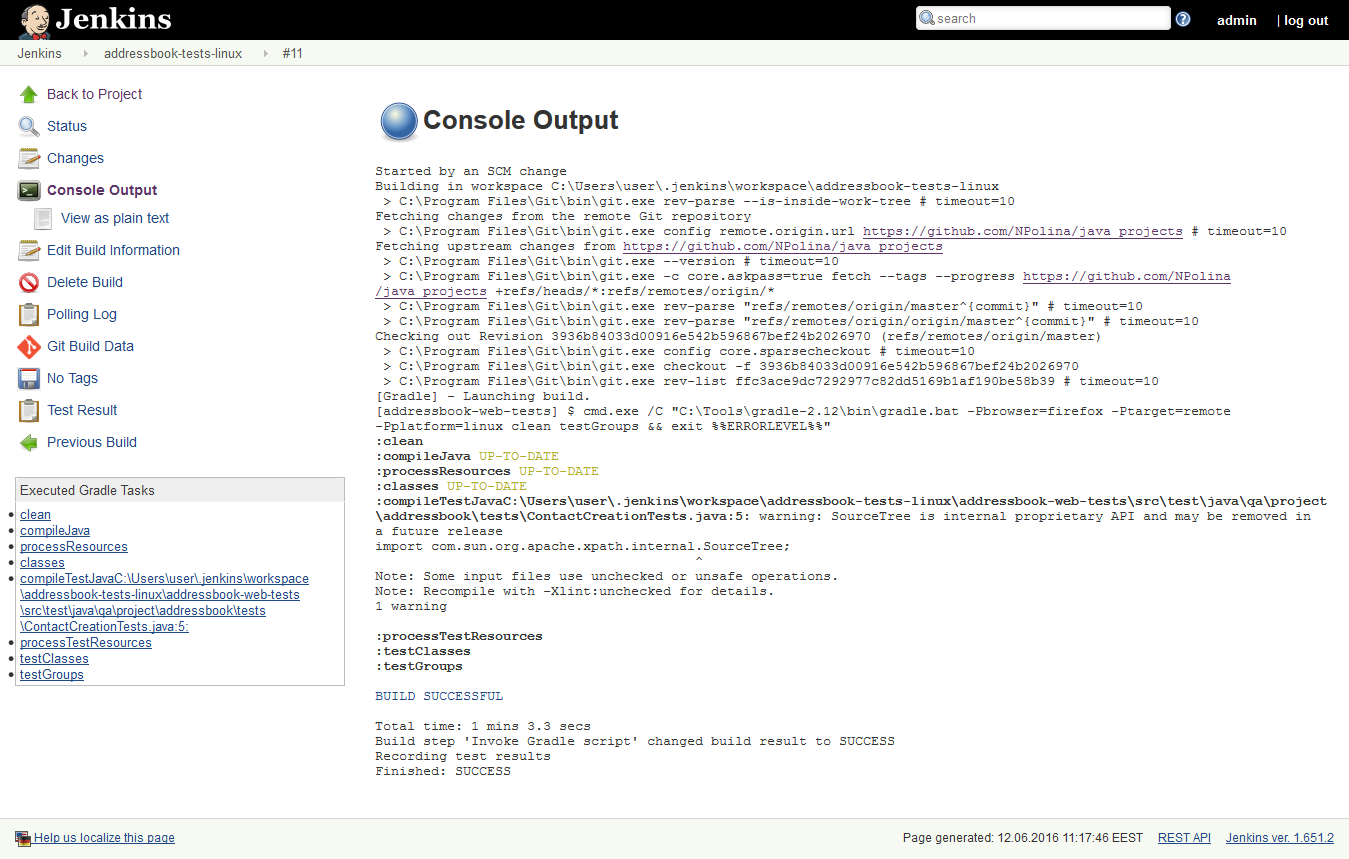 Jenkins
search
admin
| log out
Jenkins
addressbook-tests-linux
#11
Back to Project
Status
Changes
Console Output
View as plain text
Edit Build Information
Delete Build
Polling Log
Git Build Data
No Tags
Test Result
Previous Build
Executed Gradle Tasks
clean
compileJava
processResources
classes
compileTestJavaC:\Users\user\.jenkins\workspace
\addressbook-tests-linux\addressbook-web-tests
\src\test\java\qa\project\addressbook\tests
\ContactCreationTests.java:5:
processTestResources
testClasses
testGroups
Console Output
Started by an SCM change
Building in workspace C:\Users\user\.jenkins\workspace\addressbook-tests-linux
> C:\Program Files\Git\bin\git.exe rev-parse --is-inside-work-tree # timeout=10
Fetching changes from the remote Git repository
> C:\Program Files\Git\bin\git.exe config remote.origin.url https://github.com/NPolina/java_projects # timeout=10
Fetching upstream changes from https://github.com/NPolina/java_projects
> C:\Program Files\Git\bin\git.exe --version # timeout=10
> C:\Program Files\Git\bin\git.exe -c core.askpass=true fetch --tags --progress https://github.com/NPolina
/java_projects +refs/heads/*:refs/remotes/origin/*
> C:\Program Files\Git\bin\git.exe rev-parse "refs/remotes/origin/master^{commit}" # timeout=10
> C:\Program Files\Git\bin\git.exe rev-parse "refs/remotes/origin/origin/master^{commit}" # timeout=10
Checking out Revision 3936b84033d00916e542b596867bef24b2026970 (refs/remotes/origin/master)
> C:\Program Files\Git\bin\git.exe config core.sparsecheckout # timeout=10
> C:\Program Files\Git\bin\git.exe checkout -f 3936b84033d00916e542b596867bef24b2026970
> C:\Program Files\Git\bin\git.exe rev-list ffc3ace9dc7292977c82dd5169b1af190be58b39 # timeout=10
[Gradle] - Launching build.
[addressbook-web-tests] $ cmd.exe /C "C:\Tools\gradle-2.12\bin\gradle.bat -Pbrowser=firefox -Ptarget=remote
-Pplatform=linux clean testGroups && exit %%ERRORLEVEL%%"
:clean
:compileJava UP-TO-DATE
:processResources UP-TO-DATE
:classes UP-TO-DATE
:compileTestJavaC:\Users\user\.jenkins\workspace\addressbook-tests-linux\addressbook-web-tests\src\test\java\qa\project
\addressbook\tests\ContactCreationTests.java:5: warning: SourceTree is internal proprietary API and may be removed in
a future release
import com.sun.org.apache.xpath.internal.SourceTree;
^
Note: Some input files use unchecked or unsafe operations.
Note: Recompile with -Xlint:unchecked for details.
1 warning
:processTestResources
:testClasses
:testGroups
BUILD SUCCESSFUL
Total time: 1 mins 3.3 secs
Build step 'Invoke Gradle script' changed build result to SUCCESS
Recording test results
Finished: SUCCESS
Help us localize this page
Page generated: 12.06.2016 11:17:46 EEST
REST API
Jenkins ver. 1.651.2